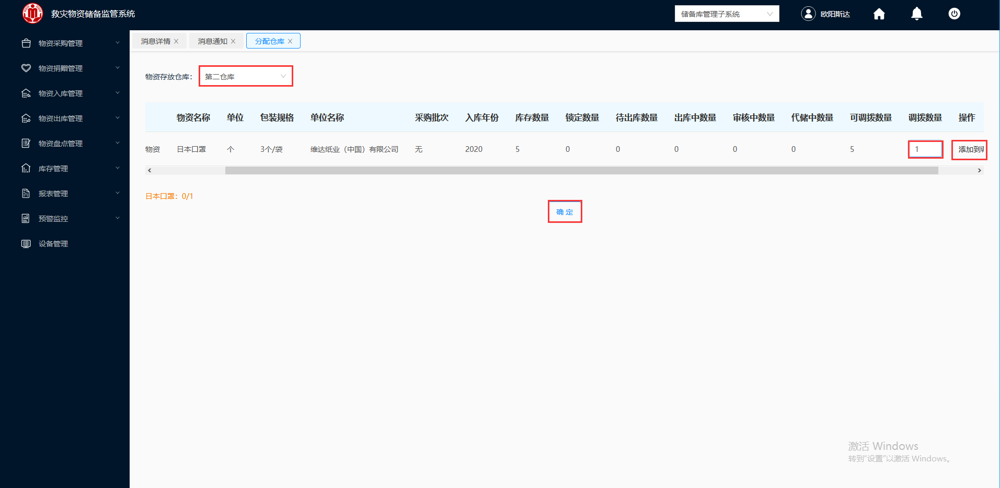 救灾物资储备监管系统
储备库管理子系统
欧阳斯达
物资采购管理
物资捐赠管理
物资入库管理
物资出库管理
物资盘点管理
库存管理
报表管理
预警监控
设备管理
消息详情
消息通知
分配仓库
物资存放仓库：
第二仓库
物资名称 单位 包装规格 单位名称 采购批次 入库年份 库存数量 锁定数量 待出库数量 出库中数量 审核中数量 代储中数量 可调拨数量 调拨数量 操作
物资 日本口罩 个 3个/袋 维达纸业（中国）有限公司 无 2020 5 0 0 0 0 0 5 1 添加到
日本口罩：0/1
确 定
激活 Windows
转到"设置"以激活 Windows。